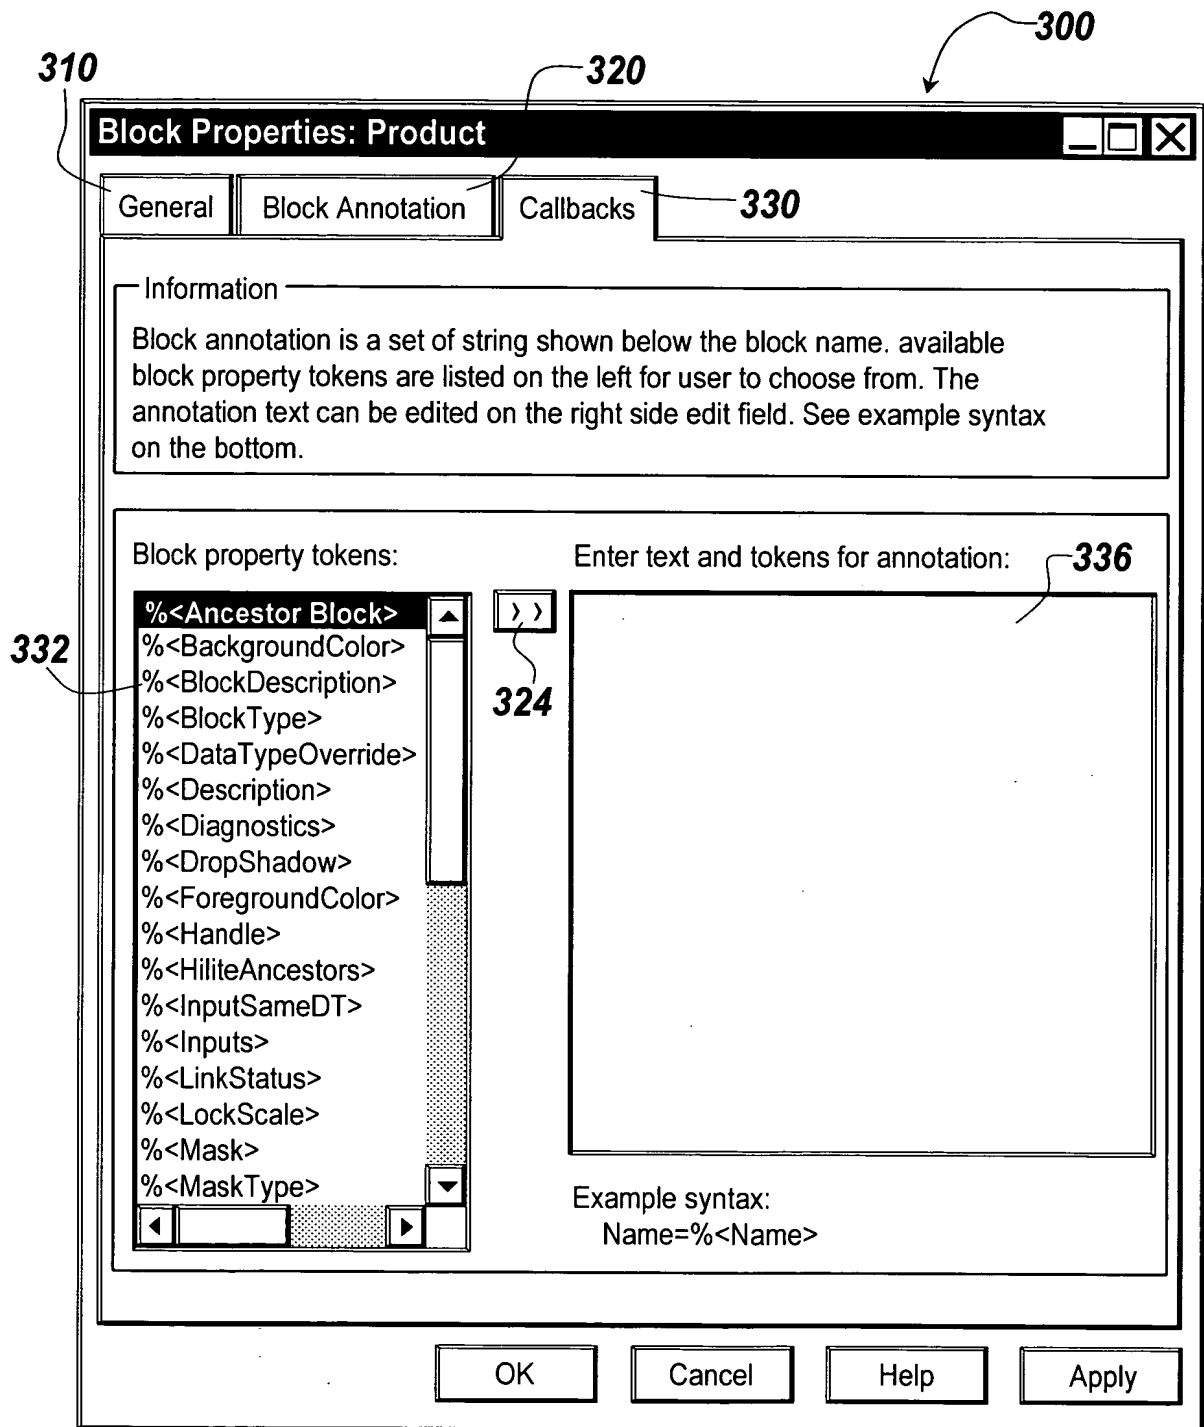 300
310
320
Block Properties: Product
General
Block Annotation
Callbacks
330
Information
Block annotation is a set of string shown below the block name. available
block property tokens are listed on the left for user to choose from. The
annotation text can be edited on the right side edit field. See example syntax
on the bottom.
Block property tokens:
%<Ancestor Block>
%<BackgroundColor>
%<BlockDescription>
%<BlockType>
%<DataTypeOverride>
%<Description>
%<Diagnostics>
%<DropShadow>
%<ForegroundColor>
%<Handle>
%<HiliteAncestors>
%<InputSameDT>
%<Inputs>
%<LinkStatus>
%<LockScale>
%<Mask>
%<MaskType>
332
>>
324
Enter text and tokens for annotation:
336
Example syntax:
Name=%<Name>
OK
Cancel
Help
Apply